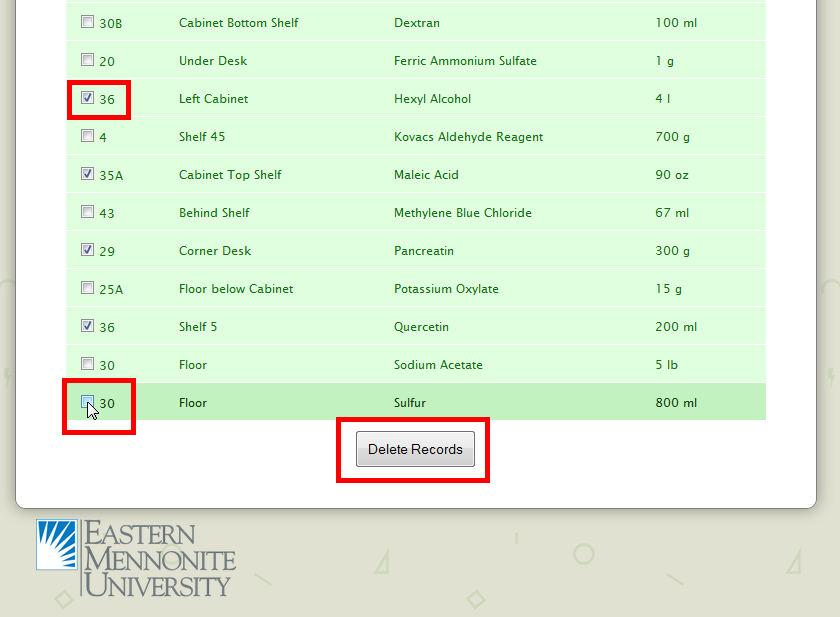 30B Cabinet Bottom Shelf Dextran 100 ml
20 Under Desk Ferric Ammonium Sulfate 1 g
36 Left Cabinet Hexyl Alcohol 4 l
4 Shelf 45 Kovacs Aldehyde Reagent 700 g
35A Cabinet Top Shelf Maleic Acid 90 oz
43 Behind Shelf Methylene Blue Chloride 67 ml
29 Corner Desk Pancreatin 300 g
25A Floor below Cabinet Potassium Oxylate 15 g
36 Shelf 5 Quercetin 200 ml
30 Floor Sodium Acetate 5 lb
30 Floor Sulfur 800 ml
Delete Records
EASTERN
MENNONITE
UNIVERSITY